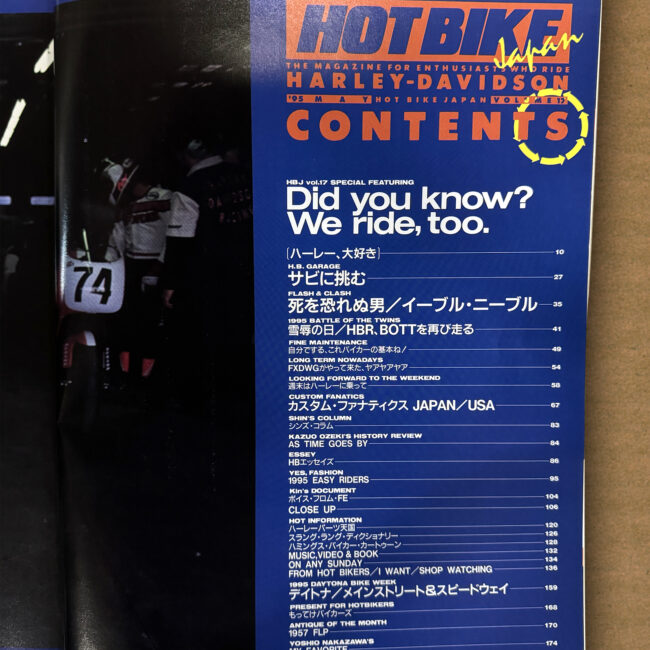 HOT BIKE
Japan
THE MAGAZINE FOR ENTHUSIASTS WHO RIDE
HARLEY-DAVIDSON
'95 MAY HOT BIKE JAPAN VOLUME 17
CONTENTS
HBJ vol.17 SPECIAL FEATURING
Did you know?
We ride, too.
[ハーレー、大好き] 10
H.B. GARAGE
サビに挑む 27
FLASH & CLASH
死を恐れぬ男/イーブル・ニーブル 35
1995 BATTLE OF THE TWINS
雪辱の日/HBR、BOTTを再び走る 41
FINE MAINTENANCE
自分でする、これバイカーの基本ね! 49
LONG TERM NOWADAYS
FXDWGがやって来た、ヤアヤアヤア 54
LOOKING FORWARD TO THE WEEKEND
週末はハーレーに乗って 58
CUSTOM FANATICS
カスタム・ファナティクス JAPAN/USA 67
SHIN'S COLUMN
シンズ・コラム 83
KAZUO OZEKI'S HISTORY REVIEW
AS TIME GOES BY 84
ESSEY
HBエッセイズ 86
YES, FASHION
1995 EASY RIDERS 95
Kin's DOCUMENT
ボイス・フロム・FE 104
CLOSE UP 106
HOT INFORMATION
ハーレーパーツ天国 120
スラング・ラング・ディクショナリー 126
ハミングス・バイカー・カートゥーン 128
MUSIC,VIDEO & BOOK 132
ON ANY SUNDAY 134
FROM HOT BIKERS/I WANT/SHOP WATCHING 136
1995 DAYTONA BIKE WEEK
デイトナ/メインストリート&スピードウェイ 159
PRESENT FOR HOTBIKERS
もってけバイカーズ 168
ANTIQUE OF THE MONTH
1957 FLP 170
YOSHIO NAKAZAWA'S
MY FAVORITE 174
74